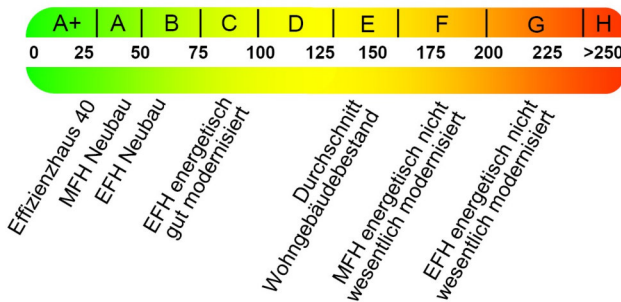 A+ A B C D E F G H
0 25 50 75 100 125 150 175 200 225 >250
Effizienzhaus 40
MFH Neubau
EFH Neubau
EFH energetisch
gut modernisiert
Durchschnitt
Wohngebäudebestand
MFH energetisch nicht
wesentlich modernisiert
EFH energetisch nicht
wesentlich modernisiert